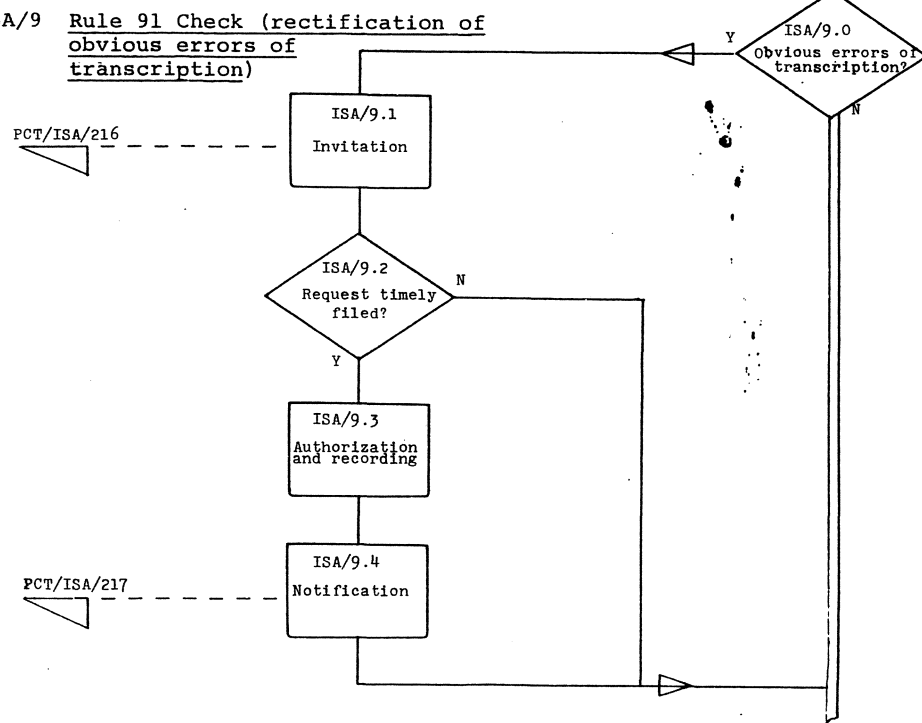 A/9 Rule 91 Check (rectification of
obvious errors of
transcription)
Y
ISA/9.0
Obvious errors of
transcription?
N
ISA/9.1
Invitation
PCT/ISA/216
ISA/9.2
Request timely
filed?
N
Y
ISA/9.3
Authorization
and recording
ISA/9.4
Notification
PCT/ISA/217